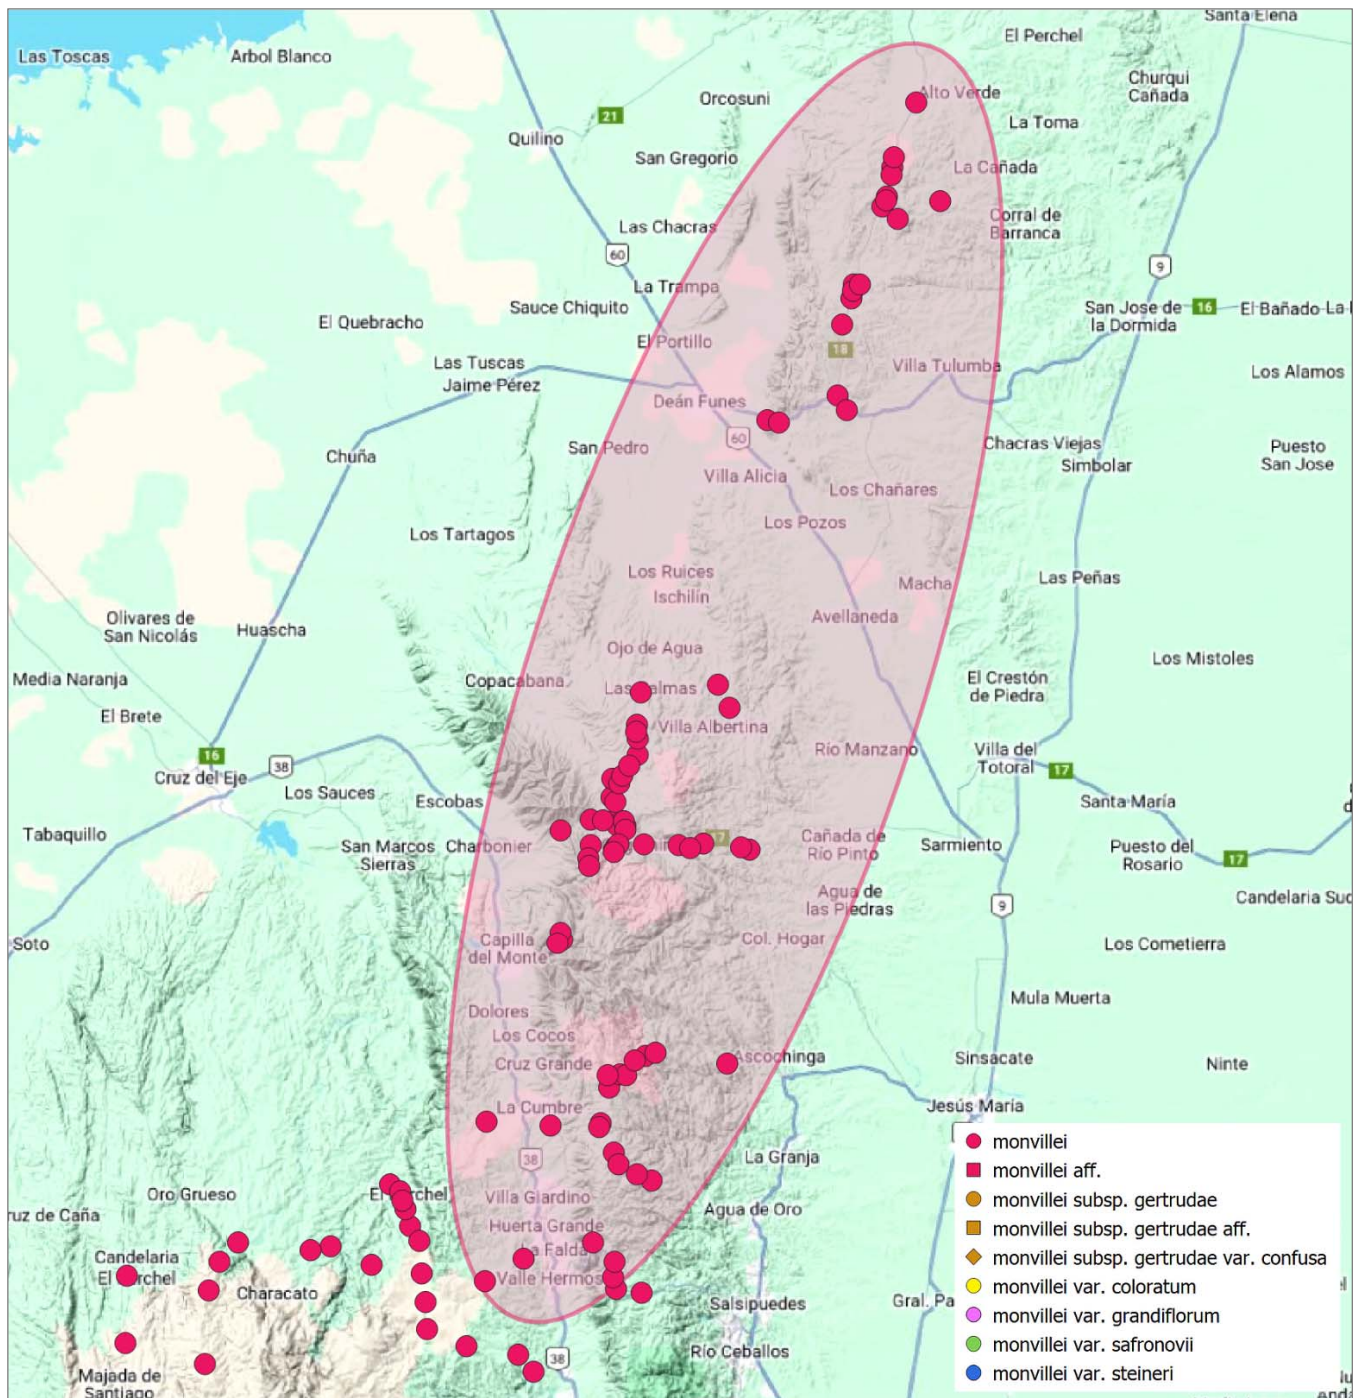 Santa Elena
El Perchel
Las Toscas
Arbol Blanco
Churqui
Cañada
Orcosuni
Alto Verde
21
La Toma
Quilino
San Gregorio
La Cañada
Las Chacras
Corral de
Barranca
60
9
La Trampa
Sauce Chiquito
San Jose de
la Dormida
16
El Bañado
El Quebracho
El Portillo
18
Las Tuscas
Jaime Pérez
Villa Tulumba
Los Alamos
Deán Funes
60
San Pedro
Chacras Viejas
Puesto
San Jose
Chuña
Simbolar
Villa Alicia
Los Chañares
Los Pozos
Los Tartagos
Los Ruices
Ischilín
Macha
Las Peñas
Olivares de
San Nicolás
Huascha
Avellaneda
Ojo de Agua
Los Mistoles
Media Naranja
Copacabana
El Crestón
de Piedra
El Brete
Villa Albertina
Río Manzano
Villa del
Totoral
16
38
17
Cruz del Eje
Los Sauces
Escobas
Santa María
Tabaquillo
San Marcos
Sierras
Charbonier
17
Cañada de
Río Pinto
Sarmiento
Puesto del
Rosario
17
Agua de
las Piedras
9
Candelaria Sud
Soto
Capilla
del Monte
Col. Hogar
Los Cometierra
Dolores
Mula Muerta
Los Cocos
Cruz Grande
Ascochinga
Sinsacate
Ninte
La Cumbre
Jesús María
38
La Granja
Oro Grueso
Villa Giardino
Agua de Oro
ruz de Caña
Huerta Grande
La Falda
Candelaria
Characato
Salsipuedes
Gral. Pa
38
Río Ceballos
Majada de
Santiago
monvillei
monvillei aff.
monvillei subsp. gertrudae
monvillei subsp. gertrudae aff.
monvillei subsp. gertrudae var. confusa
monvillei var. coloratum
monvillei var. grandiflorum
monvillei var. safronovii
monvillei var. steineri